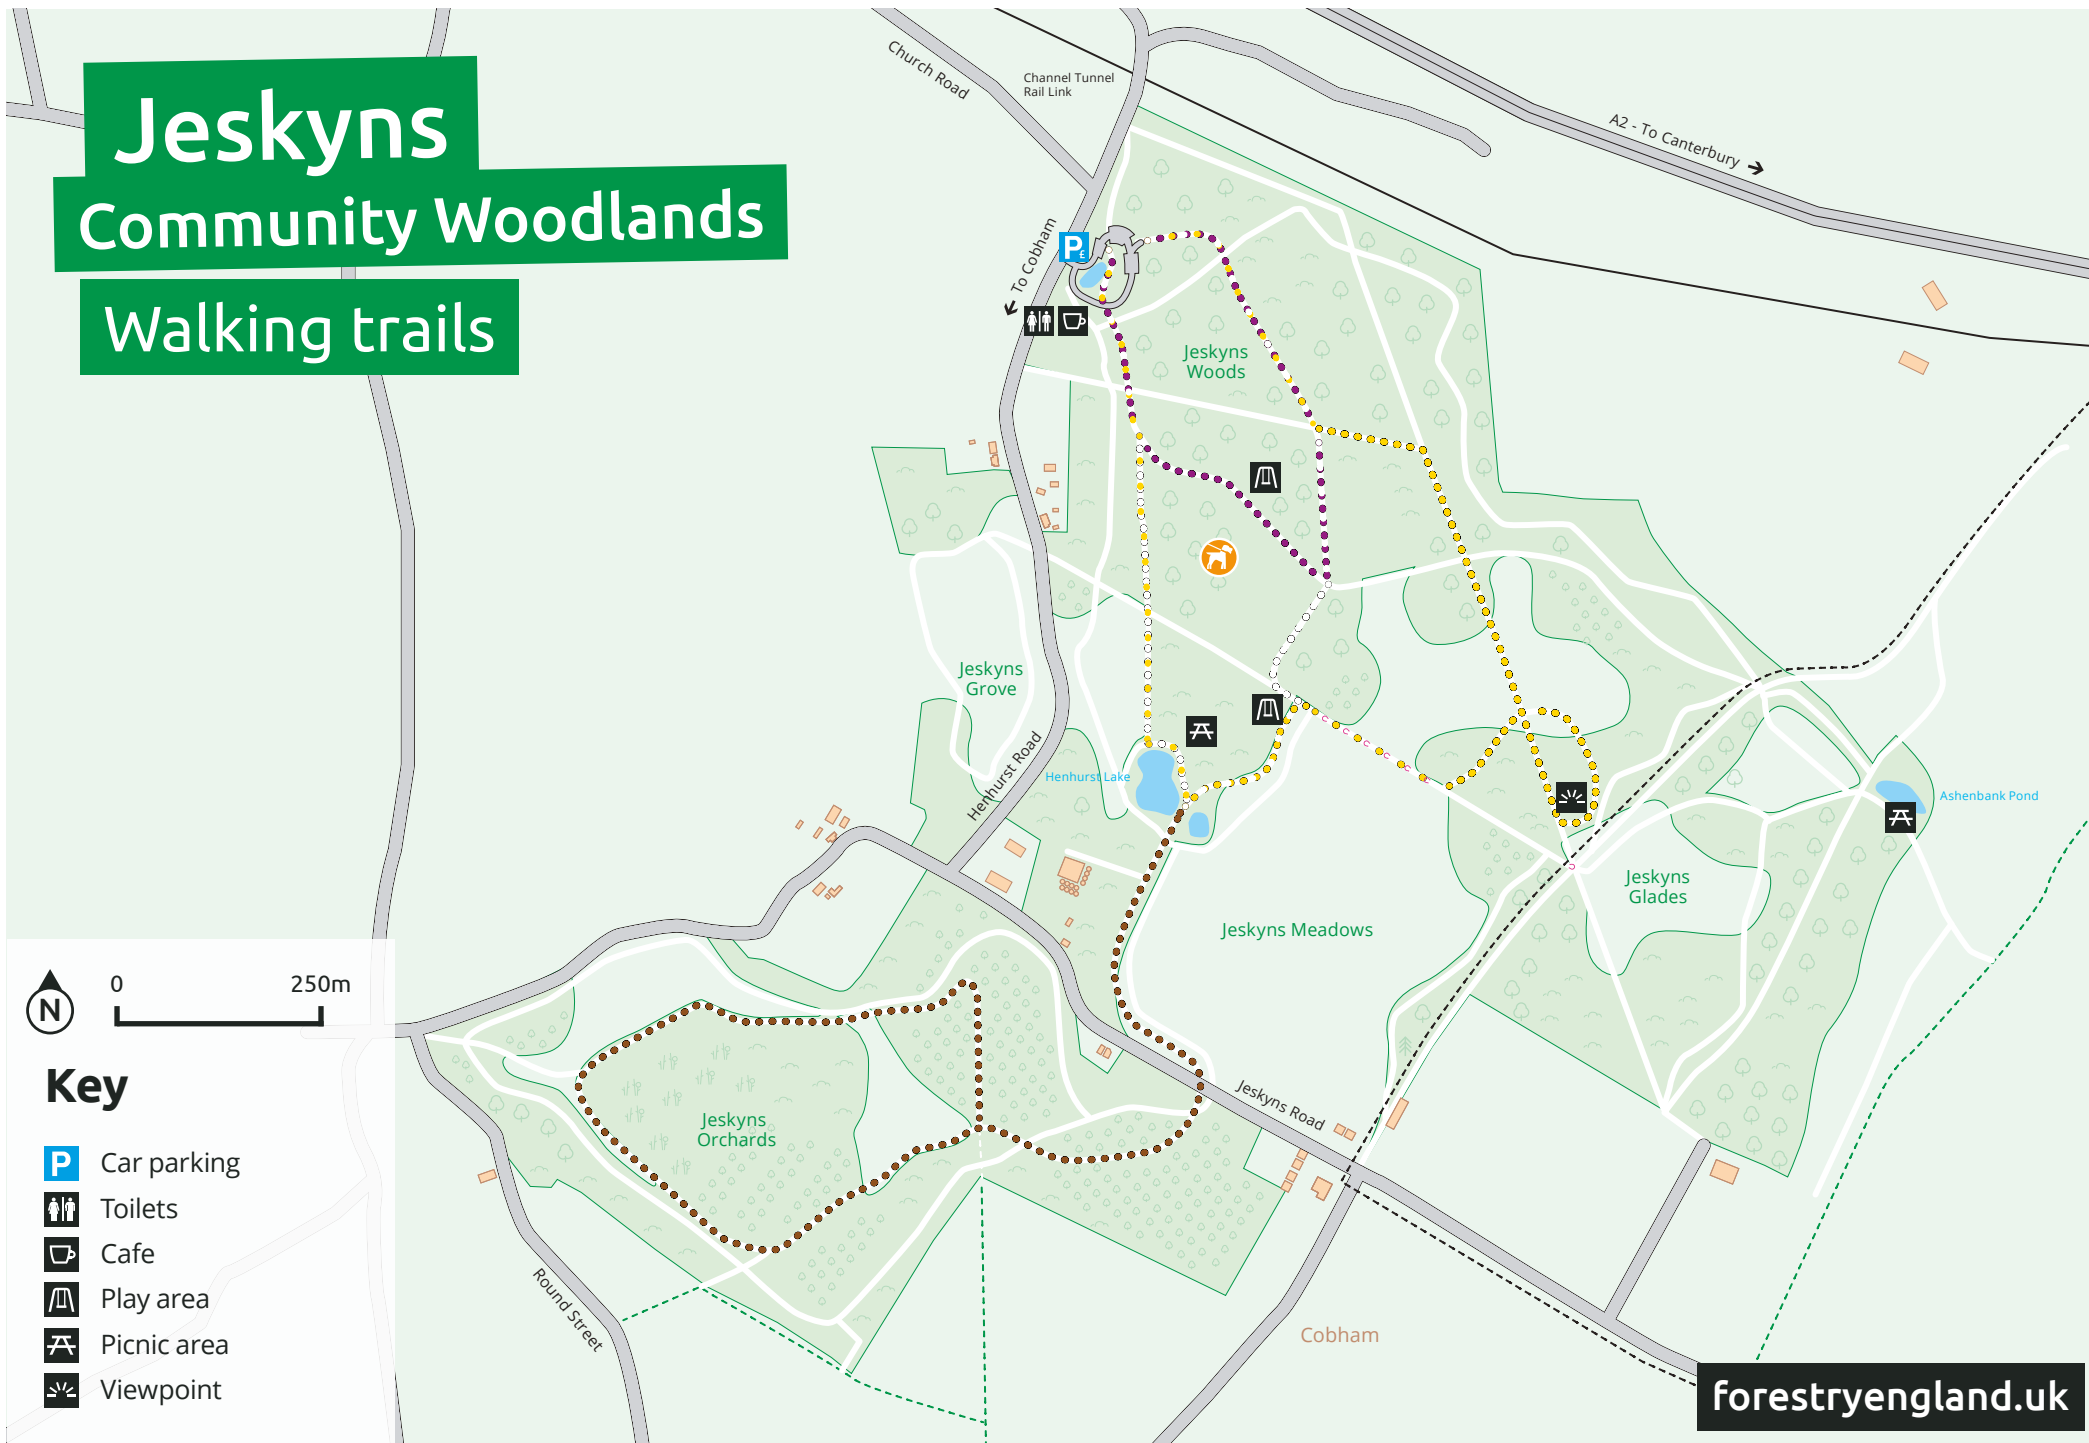 Jeskyns
Community Woodlands
Walking trails
Church Road
Channel Tunnel
Rail Link
A2 - To Canterbury
To Cobham
P£
Jeskyns
Woods
Jeskyns
Grove
Henhurst Road
Henhurst Lake
Ashenbank Pond
Jeskyns
Glades
Jeskyns Meadows
Jeskyns
Orchards
Jeskyns Road
Round Street
Cobham
N
0 250m
Key
P Car parking
Toilets
Cafe
Play area
Picnic area
Viewpoint
forestryengland.uk